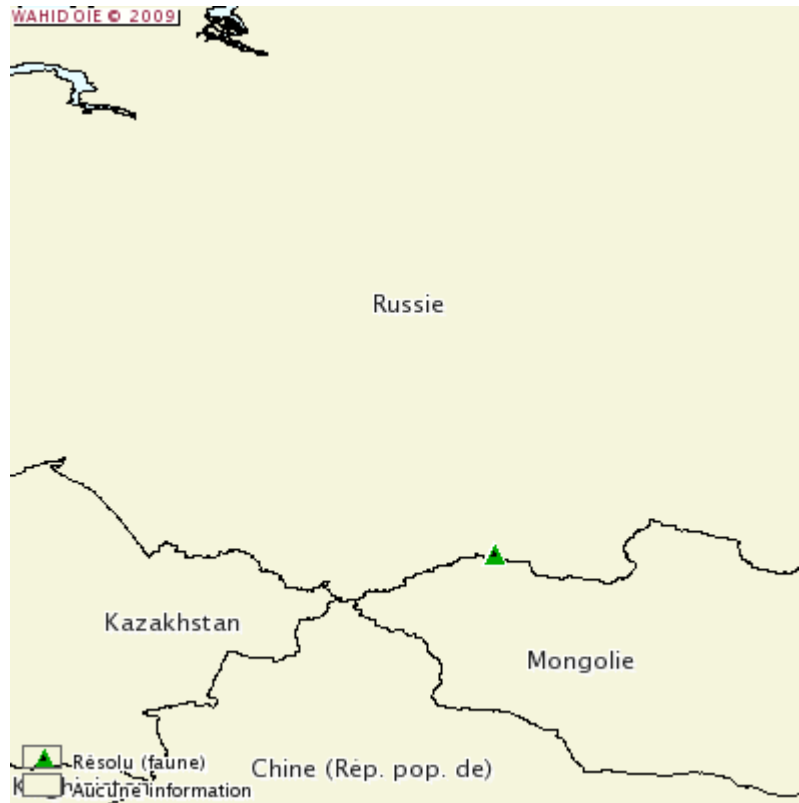 WAHID OIE © 2009
Russie
Kazakhstan
Mongolie
Résolu (faune)
Chine (Rép. pop. de)
Aucune information